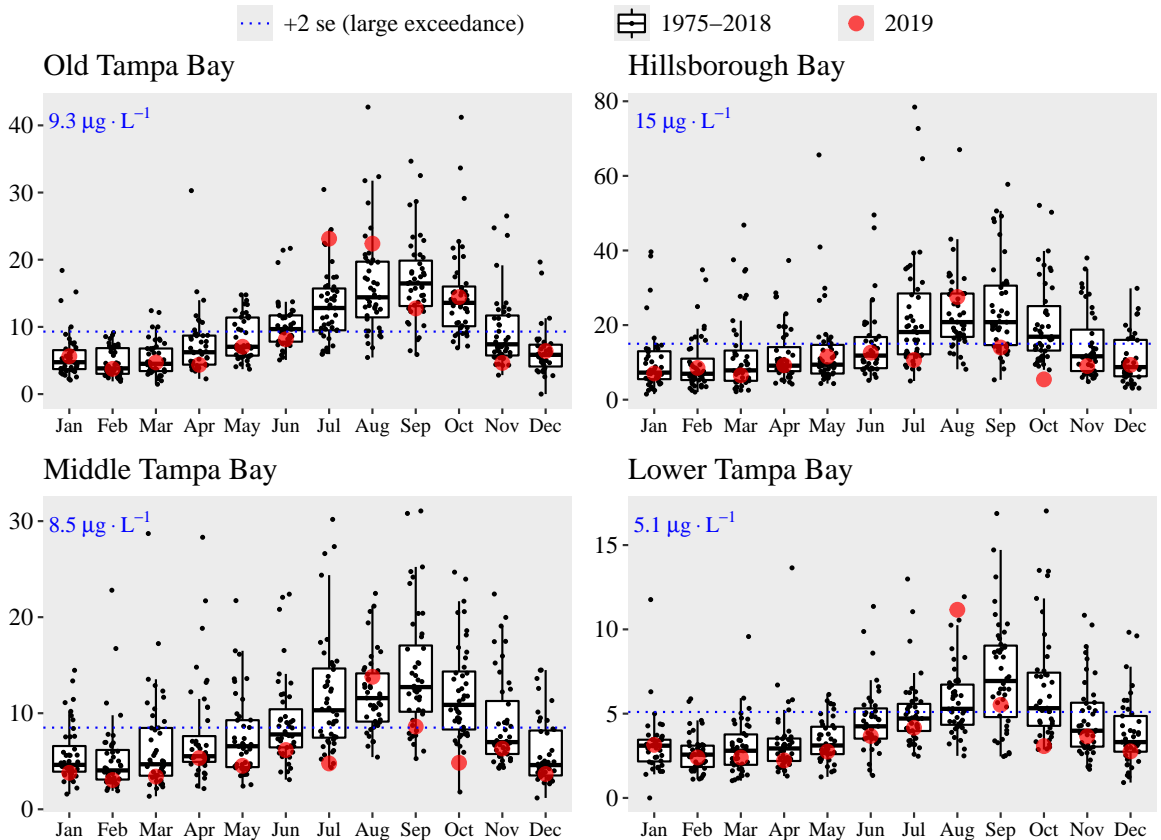 +2 se (large exceedance) 1975–2018 2019
Old Tampa Bay
9.3 μg · L⁻¹
40
30
20
10
0
Jan Feb Mar Apr May Jun Jul Aug Sep Oct Nov Dec
Hillsborough Bay
15 μg · L⁻¹
80
60
40
20
0
Jan Feb Mar Apr May Jun Jul Aug Sep Oct Nov Dec
Middle Tampa Bay
8.5 μg · L⁻¹
30
20
10
0
Jan Feb Mar Apr May Jun Jul Aug Sep Oct Nov Dec
Lower Tampa Bay
5.1 μg · L⁻¹
15
10
5
0
Jan Feb Mar Apr May Jun Jul Aug Sep Oct Nov Dec